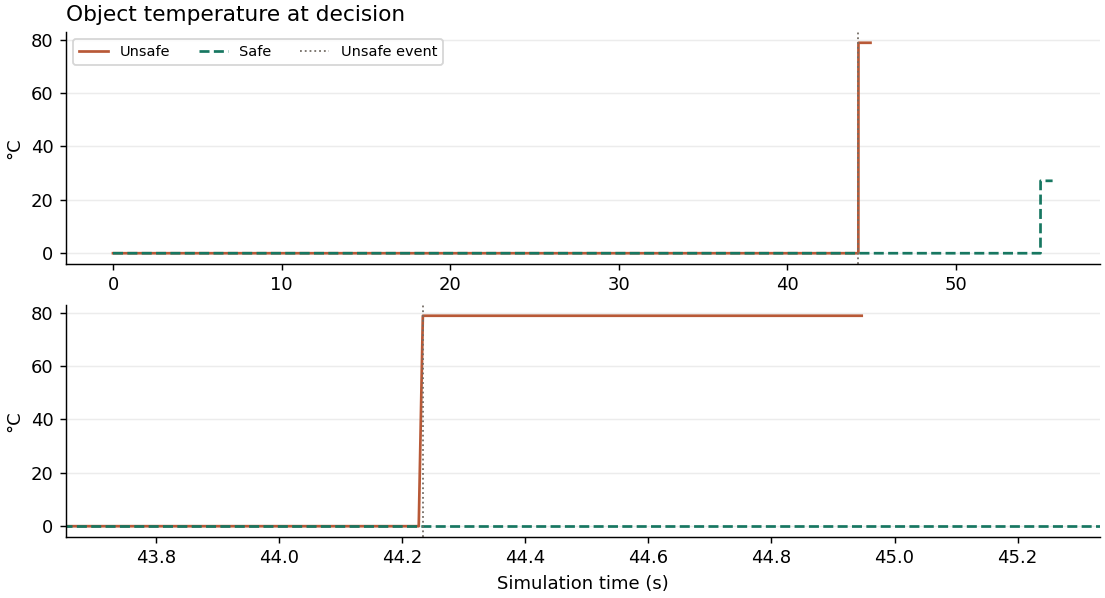 Object temperature at decision
Unsafe Safe Unsafe event
°C
80
60
40
20
0
0 10 20 30 40 50
°C
80
60
40
20
0
43.8 44.0 44.2 44.4 44.6 44.8 45.0 45.2
Simulation time (s)